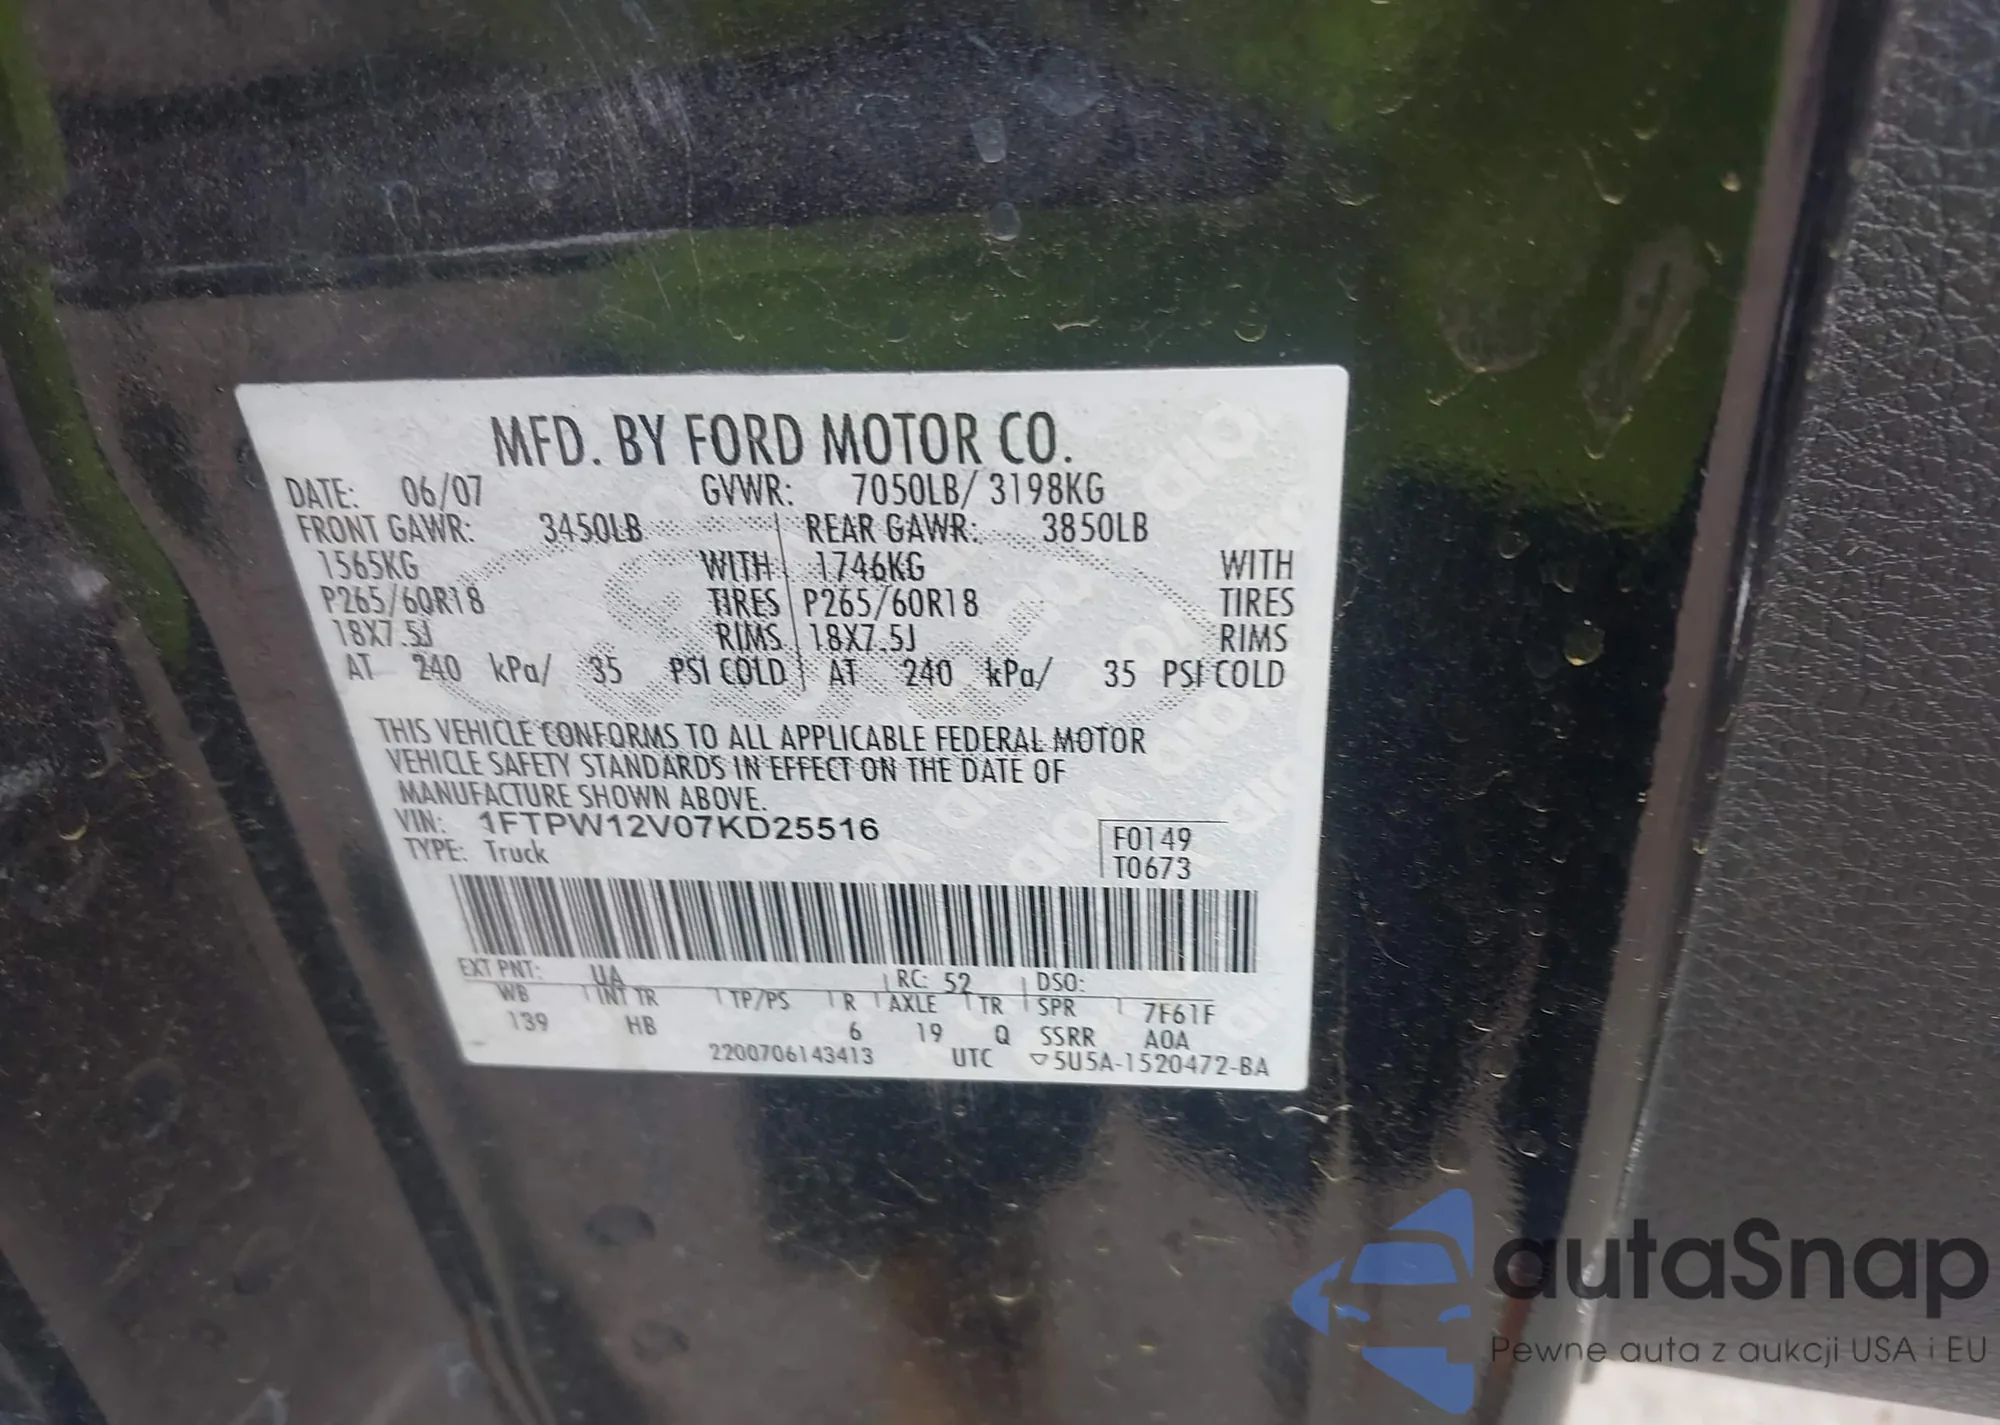 MFD. BY FORD MOTOR CO.
DATE: 06/07 GVWR: 7050LB/ 3198KG
FRONT GAWR: 3450LB REAR GAWR: 3850LB
1565KG WITH 1746KG WITH
P265/60R18 TIRES P265/60R18 TIRES
18X7.5J RIMS 18X7.5J RIMS
AT 240 kPa/ 35 PSI COLD AT 240 kPa/ 35 PSI COLD
THIS VEHICLE CONFORMS TO ALL APPLICABLE FEDERAL MOTOR
VEHICLE SAFETY STANDARDS IN EFFECT ON THE DATE OF
MANUFACTURE SHOWN ABOVE.
VIN: 1FTPW12V07KD25516
TYPE: Truck
F0149
T0673
EXT PNT: UA RC: 52 DSO:
WB INT TR TP/PS R AXLE TR SPR 7F61F
139 HB 6 19 Q SSRR A0A
2200706143413 UTC ▽5U5A-1520472-BA
autaSnap
Pewne auta z aukcji USA i EU